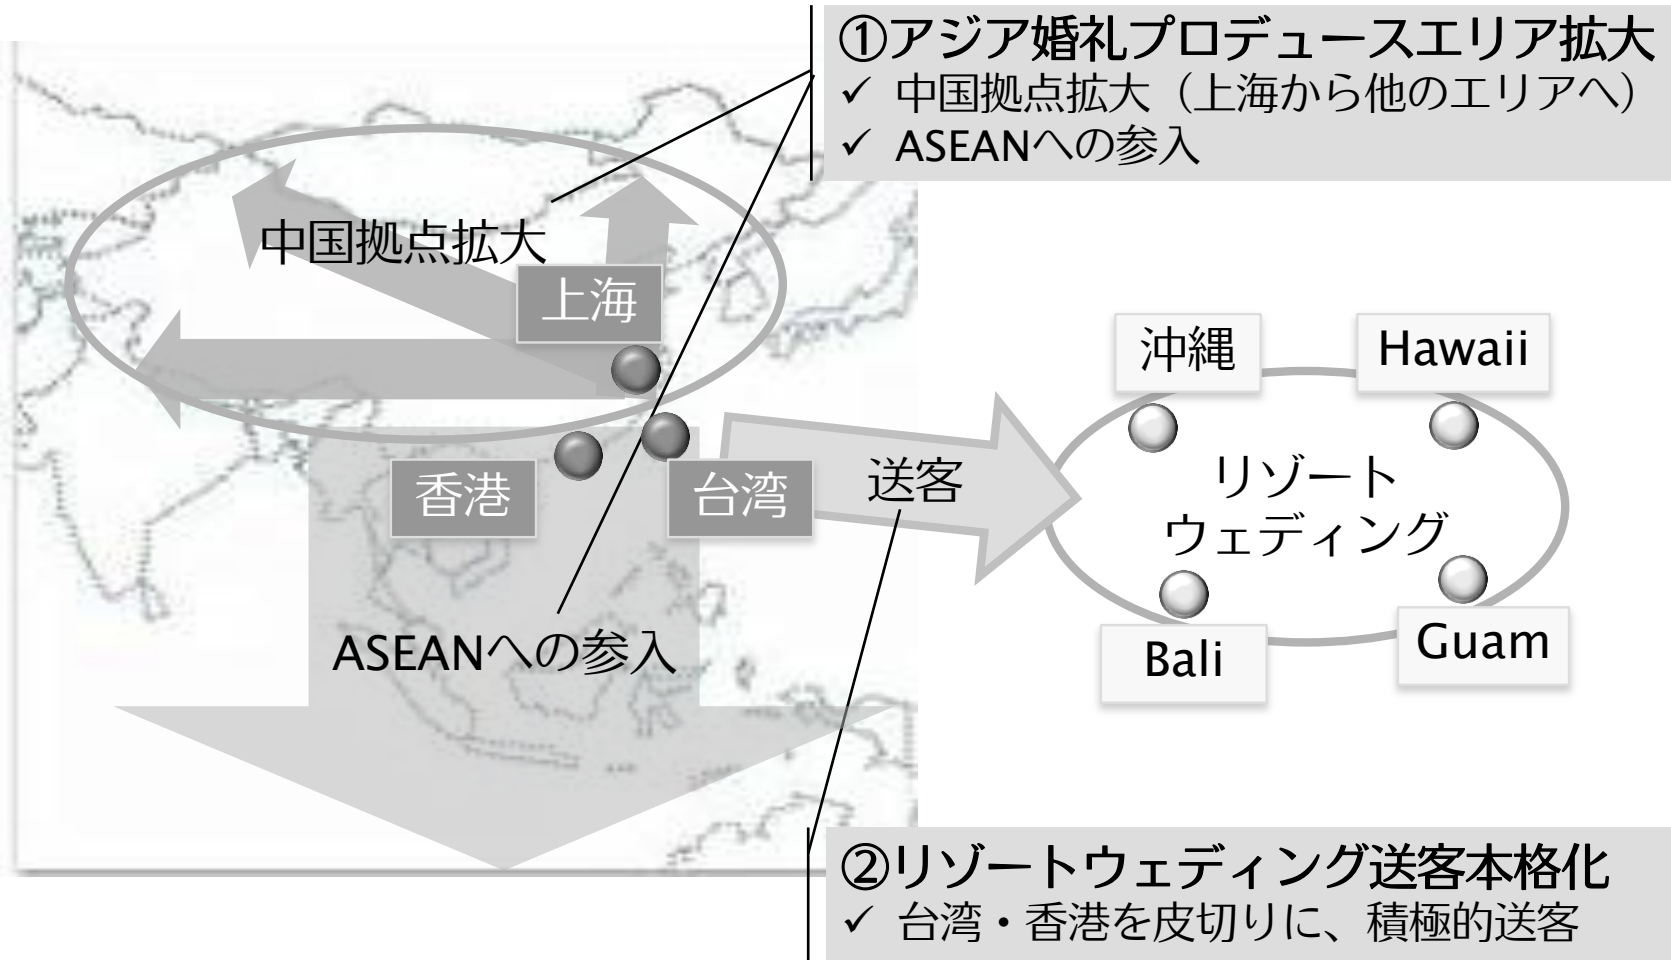 ①アジア婚礼プロデュースエリア拡大
✓ 中国拠点拡大（上海から他のエリアへ）
✓ ASEANへの参入
中国拠点拡大
上海
香港
台湾
送客
ASEANへの参入
沖縄
Hawaii
リゾート
ウェディング
Bali
Guam
②リゾートウェディング送客本格化
✓ 台湾・香港を皮切りに、積極的送客